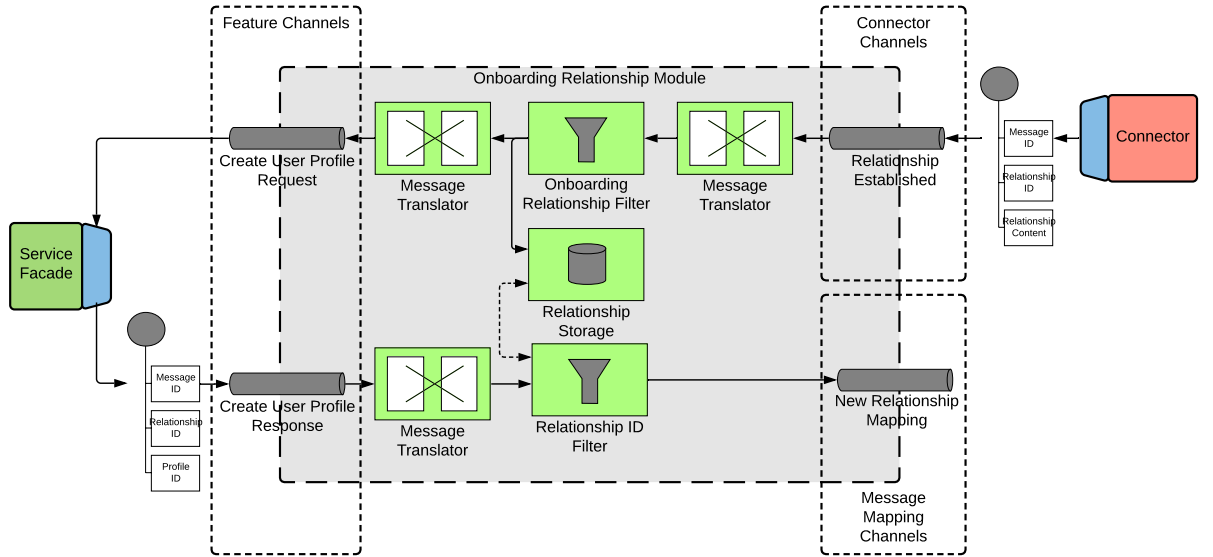 Feature Channels
Connector
Channels
Onboarding Relationship Module
Create User Profile
Request
Message
Translator
Onboarding
Relationship Filter
Message
Translator
Relationship
Established
Message
ID
Relationship
ID
Relationship
Content
Connector
Service
Facade
Relationship
Storage
Message
ID
Relationship
ID
Profile
ID
Create User Profile
Response
Message
Translator
Relationship ID
Filter
New Relationship
Mapping
Message
Mapping
Channels